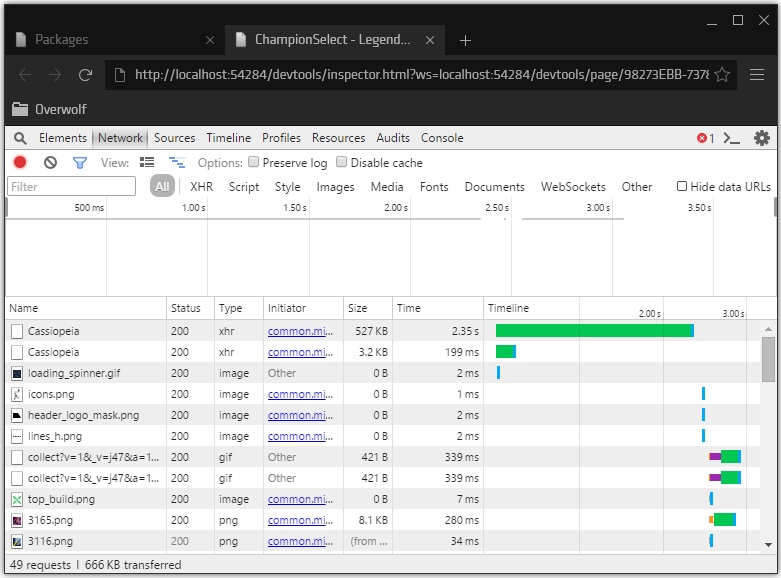 Packages
ChampionSelect - Legend...
http://localhost:54284/devtools/inspector.html?ws=localhost:54284/devtools/page/98273EBB-7378
Overwolf
Elements Network Sources Timeline Profiles Resources Audits Console 1
View: Options: Preserve log Disable cache
Filter All XHR Script Style Images Media Fonts Documents WebSockets Other Hide data URLs
500 ms 1.00 s 1.50 s 2.00 s 2.50 s 3.00 s 3.50 s
Name Status Type Initiator Size Time Timeline 2.00 s 3.00 s
Cassiopeia 200 xhr common.mi... 527 KB 2.35 s
Cassiopeia 200 xhr common.mi... 3.2 KB 199 ms
loading_spinner.gif 200 image Other 0 B 2 ms
icons.png 200 image common.mi... 0 B 1 ms
header_logo_mask.png 200 image common.mi... 0 B 2 ms
lines_h.png 200 image common.mi... 0 B 2 ms
collect?v=1&_v=j47&a=1... 200 gif Other 421 B 339 ms
collect?v=1&_v=j47&a=1... 200 gif Other 421 B 339 ms
top_build.png 200 image common.mi... 0 B 7 ms
3165.png 200 png common.mi... 8.1 KB 280 ms
3116.png 200 png common.mi... (from ... 34 ms
49 requests | 666 KB transferred